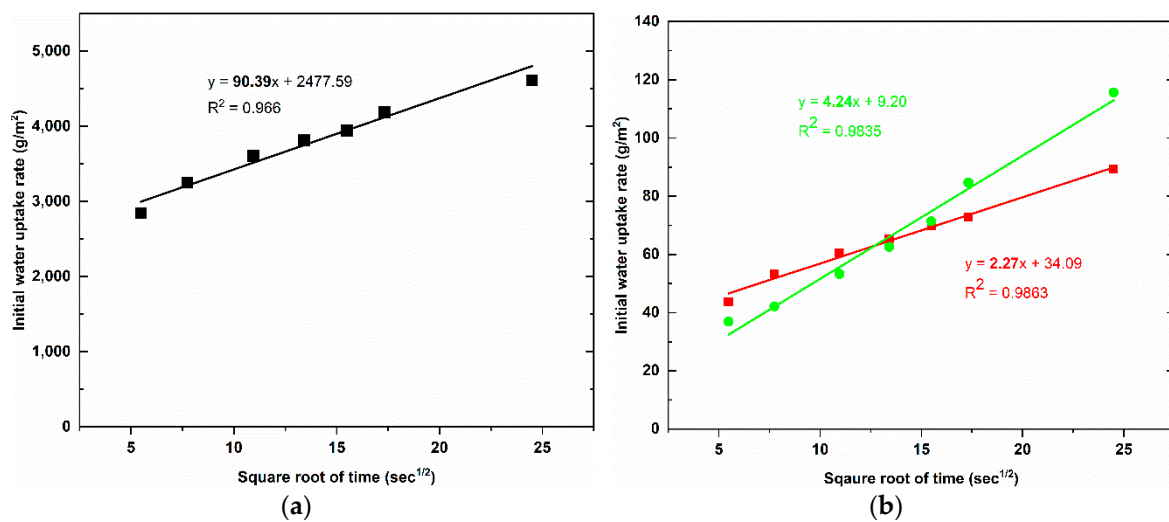 (a)
5,000
4,000
3,000
2,000
1,000
0
Initial water uptake rate (g/m²)
y = 90.39x + 2477.59
R² = 0.966
5 10 15 20 25
Square root of time (sec^1/2)
(a)
(b)
140
120
100
80
60
40
20
0
Initial water uptake rate (g/m²)
y = 4.24x + 9.20
R² = 0.9835
y = 2.27x + 34.09
R² = 0.9863
5 10 15 20 25
Sqaure root of time (sec^1/2)
(b)